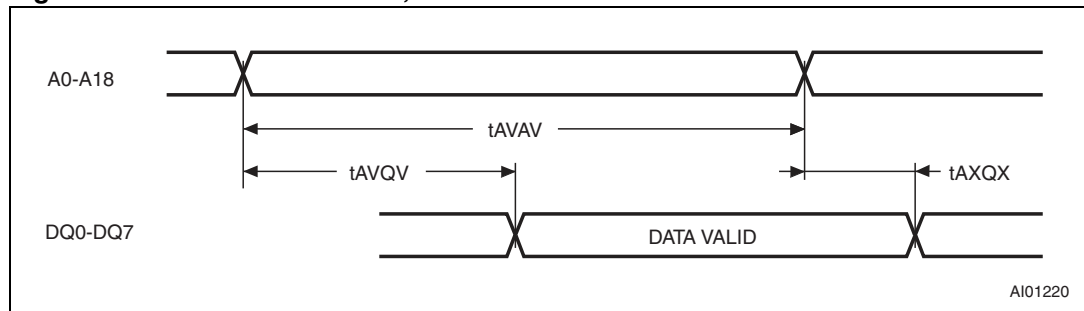 A0-A18
tAVAV
tAVQV
tAXQX
DQ0-DQ7
DATA VALID
AI01220